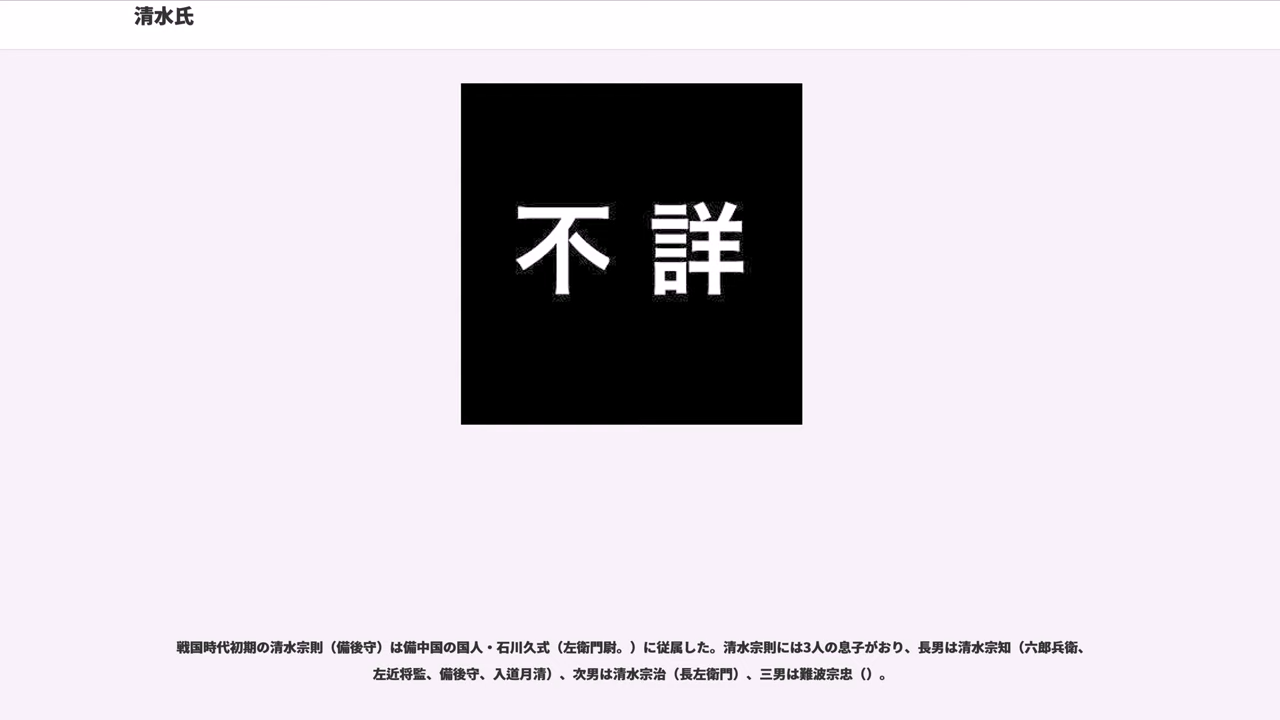 清水氏
不 詳
戦国時代初期の清水宗則（備後守）は備中国の国人・石川久式（左衛門尉。）に従属した。清水宗則には3人の息子がおり、長男は清水宗知（六郎兵衛、
左近将監、備後守、入道月清）、次男は清水宗治（長左衛門）、三男は難波宗忠（）。